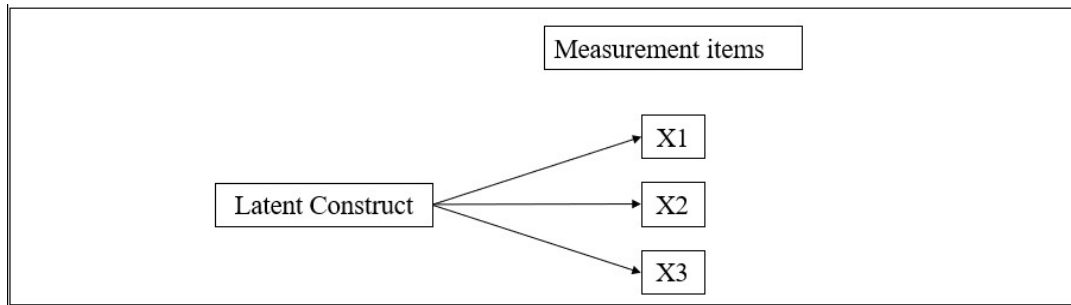 Measurement items
X1
Latent Construct
X2
X3